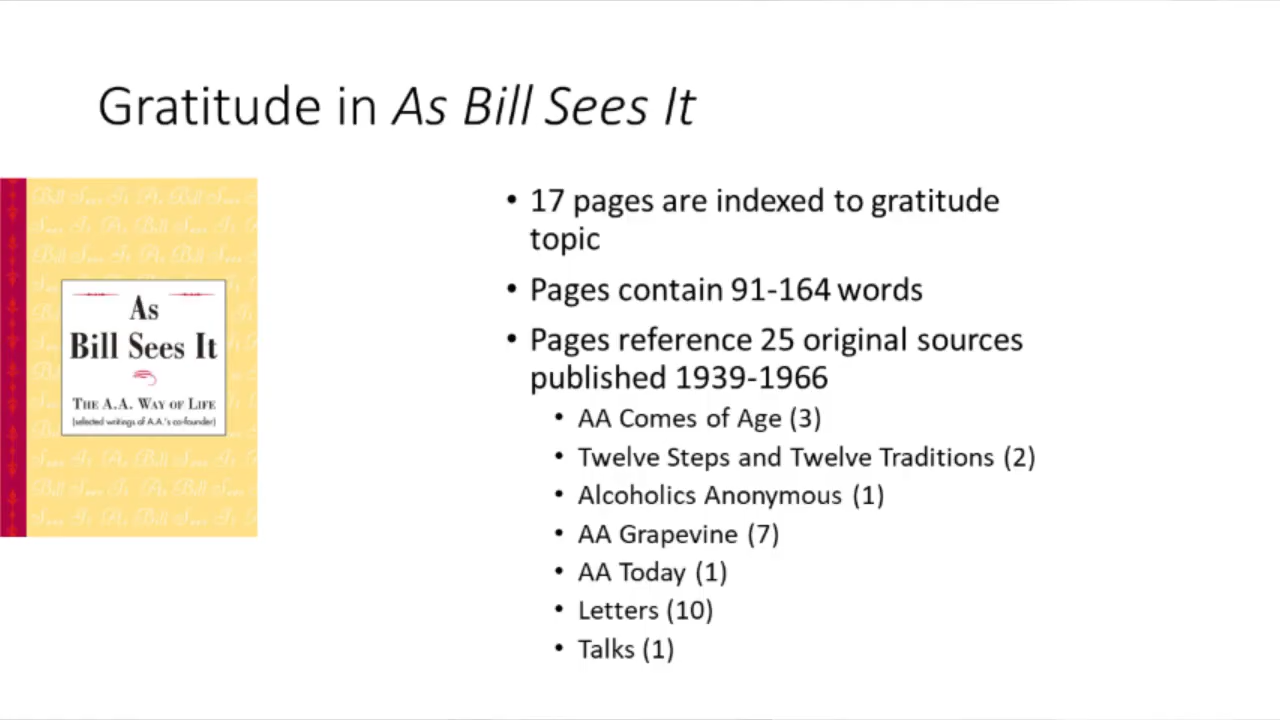 Gratitude in As Bill Sees It
As
Bill Sees It
THE A.A. WAY OF LIFE
(selected writings of A.A.'s co-founder)
• 17 pages are indexed to gratitude
topic
• Pages contain 91-164 words
• Pages reference 25 original sources
published 1939-1966
• AA Comes of Age (3)
• Twelve Steps and Twelve Traditions (2)
• Alcoholics Anonymous (1)
• AA Grapevine (7)
• AA Today (1)
• Letters (10)
• Talks (1)